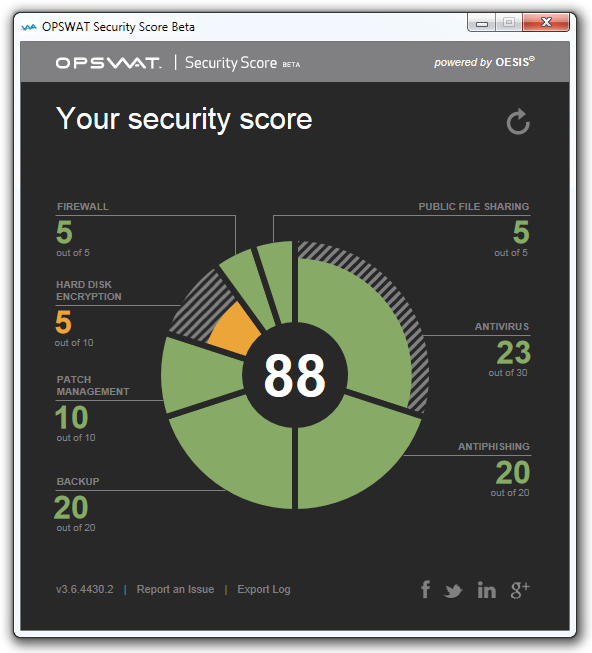 OPSWAT Security Score Beta
OPSWAT. Security Score BETA
powered by OESIS©
Your security score
FIREWALL
5
out of 5
PUBLIC FILE SHARING
5
out of 5
HARD DISK
ENCRYPTION
5
out of 10
ANTIVIRUS
23
out of 30
88
PATCH
MANAGEMENT
10
out of 10
ANTIPHISHING
20
out of 20
BACKUP
20
out of 20
v3.6.4430.2 | Report an Issue | Export Log
f in g+